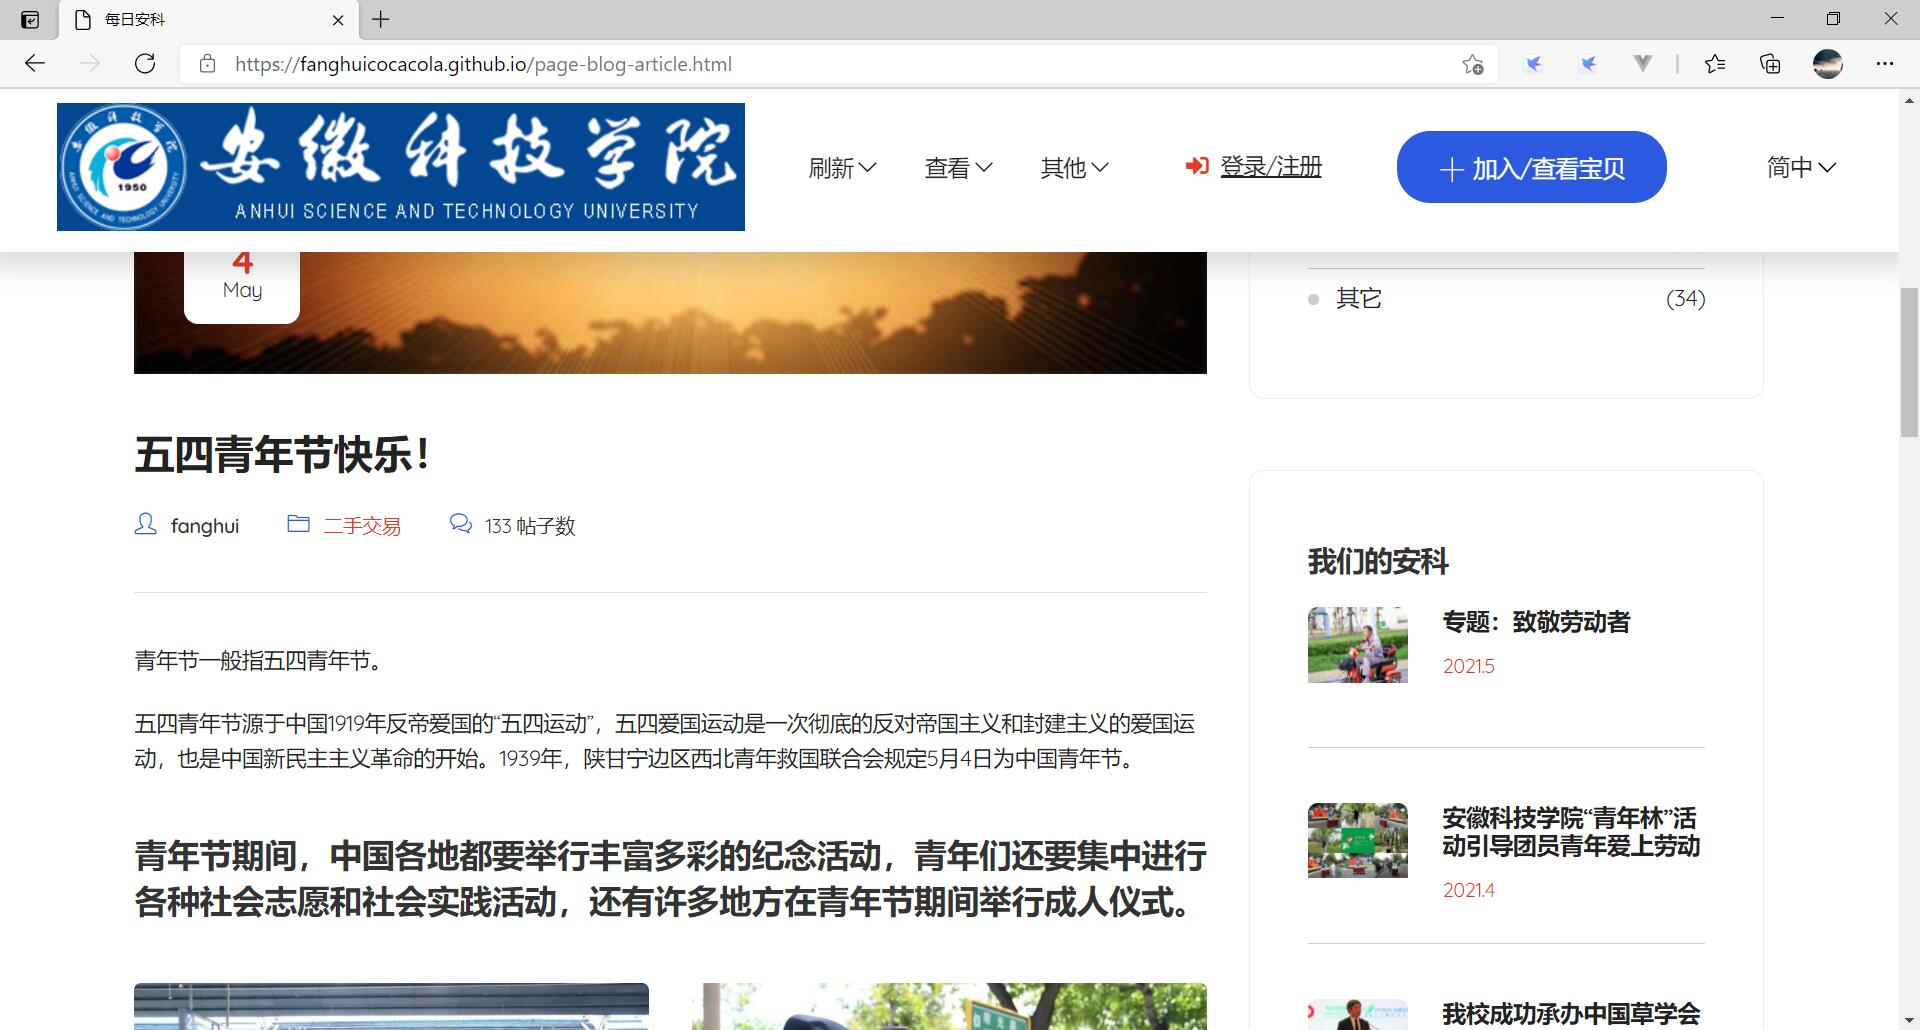 每日安科
https://fanghuicocacola.github.io/page-blog-article.html
安徽科技学院
1950
ANHUI SCIENCE AND TECHNOLOGY UNIVERSITY
安徽科技学院
ANHUI SCIENCE AND TECHNOLOGY UNIVERSITY
刷新
查看
其他
登录/注册
加入/查看宝贝
简中
4
May
其它
(34)
五四青年节快乐！
fanghui
二手交易
133 帖子数
青年节一般指五四青年节。
五四青年节源于中国1919年反帝爱国的“五四运动”，五四爱国运动是一次彻底的反对帝国主义和封建主义的爱国运
动，也是中国新民主主义革命的开始。1939年，陕甘宁边区西北青年救国联合会规定5月4日为中国青年节。
青年节期间，中国各地都要举行丰富多彩的纪念活动，青年们还要集中进行
各种社会志愿和社会实践活动，还有许多地方在青年节期间举行成人仪式。
我们的安科
专题：致敬劳动者
2021.5
安徽科技学院“青年林”活
动引导团员青年爱上劳动
2021.4
我校成功承办中国草学会